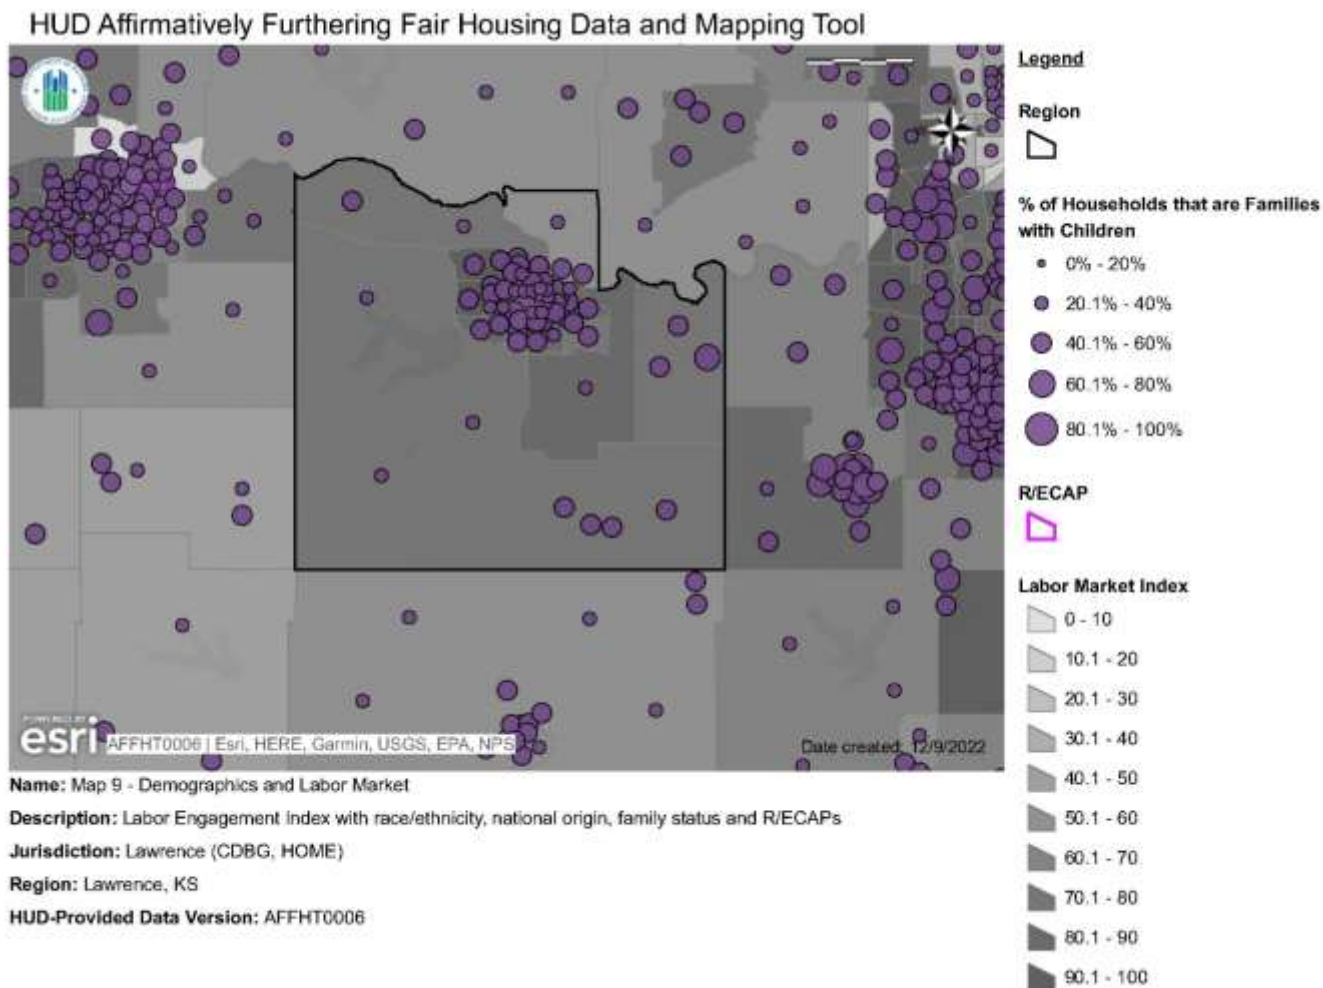 HUD Affirmatively Furthering Fair Housing Data and Mapping Tool
Legend
Region
% of Households that are Families
with Children
0% - 20%
20.1% - 40%
40.1% - 60%
60.1% - 80%
80.1% - 100%
R/ECAP
Labor Market Index
0 - 10
10.1 - 20
20.1 - 30
30.1 - 40
40.1 - 50
50.1 - 60
60.1 - 70
70.1 - 80
80.1 - 90
90.1 - 100
POWERED BY
esri
AFFHT0006 | Esri, HERE, Garmin, USGS, EPA, NPS
Date created: 12/9/2022
Name: Map 9 - Demographics and Labor Market
Description: Labor Engagement Index with race/ethnicity, national origin, family status and R/ECAPs
Jurisdiction: Lawrence (CDBG, HOME)
Region: Lawrence, KS
HUD-Provided Data Version: AFFHT0006